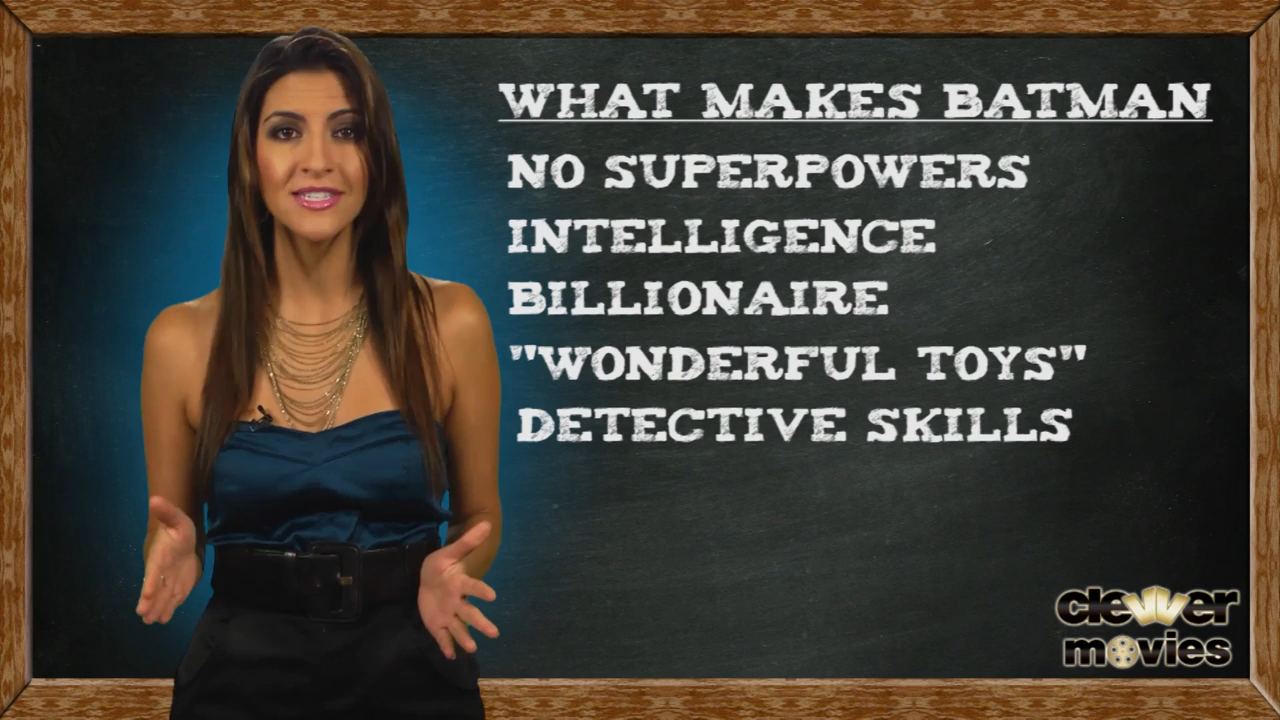 WHAT MAKES BATMAN
NO SUPERPOWERS
INTELLIGENCE
BILLIONAIRE
"WONDERFUL TOYS"
DETECTIVE SKILLS
clevver
movies